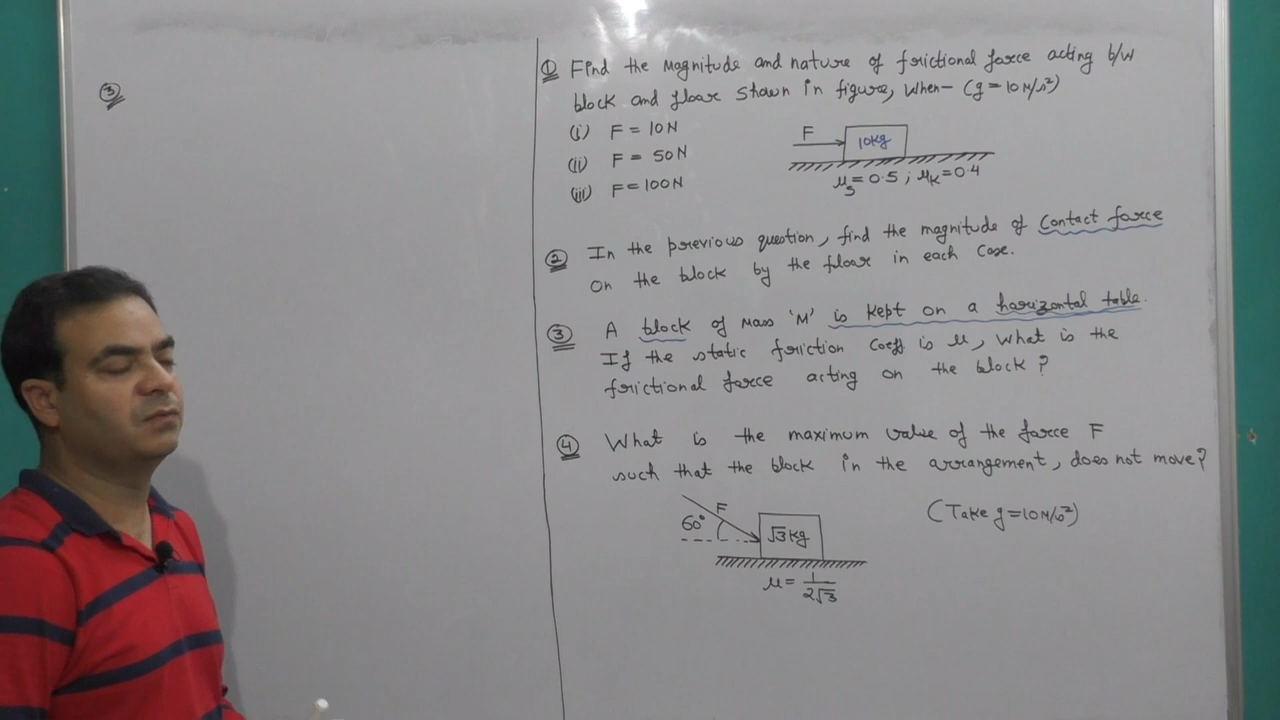 ③
① Find the Magnitude and nature of frictional force acting b/w
block and floor shown in figure, when- (g = 10 M/s²)
(i) F = 10 N
(ii) F = 50 N
(iii) F = 100 N
F
10kg
μs = 0.5 ; μK = 0.4
② In the previous question, find the magnitude of Contact force
on the block by the floor in each case.
③ A block of Mass 'M' is kept on a horizontal table.
If the static friction coeff is μ, what is the
frictional force acting on the block ?
④ What is the maximum value of the force F
such that the block in the arrangement, does not move?
(Take g = 10 M/s²)
F
60°
√3 kg
μ = 1/2√3